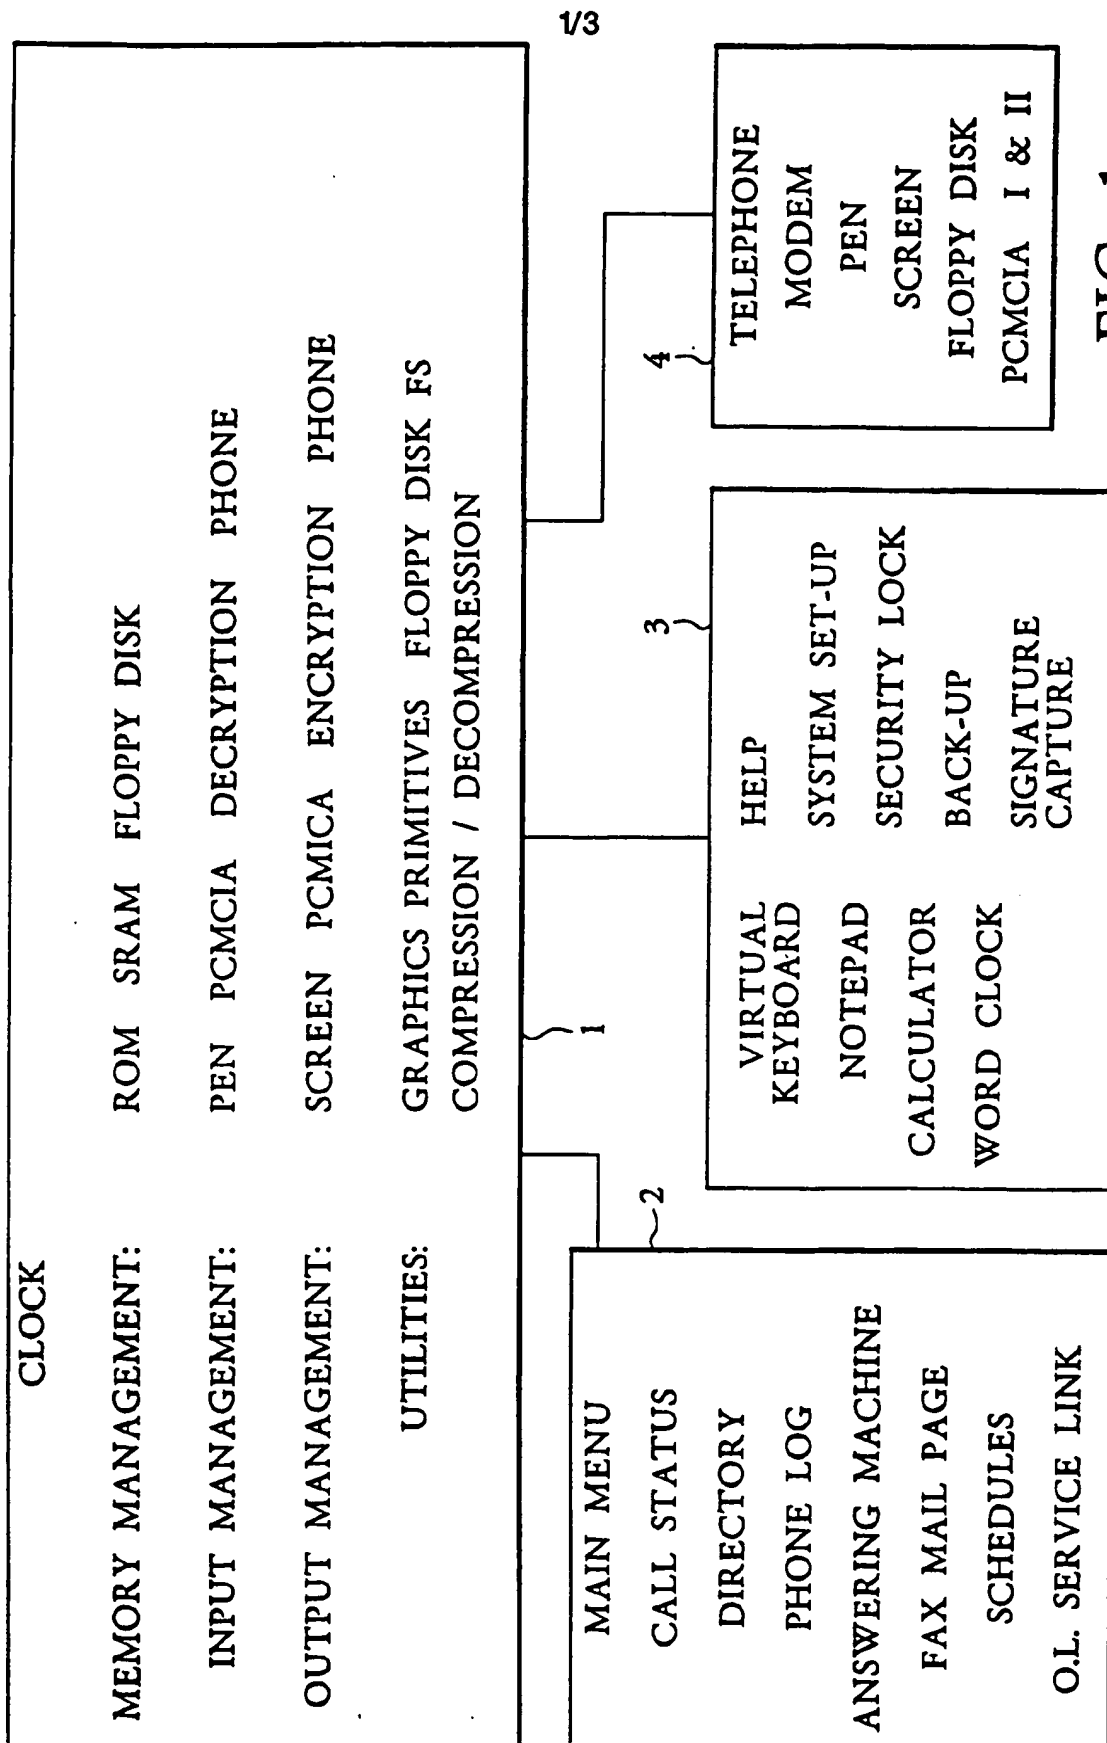 1/3
CLOCK
MEMORY MANAGEMENT: ROM SRAM FLOPPY DISK
INPUT MANAGEMENT: PEN PCMCIA DECRYPTION PHONE
OUTPUT MANAGEMENT: SCREEN PCMICA ENCRYPTION PHONE
UTILITIES: GRAPHICS PRIMITIVES FLOPPY DISK FS
COMPRESSION / DECOMPRESSION
1
2
MAIN MENU
CALL STATUS
DIRECTORY
PHONE LOG
ANSWERING MACHINE
FAX MAIL PAGE
SCHEDULES
O.L. SERVICE LINK
3
VIRTUAL
KEYBOARD
NOTEPAD
CALCULATOR
WORD CLOCK
HELP
SYSTEM SET-UP
SECURITY LOCK
BACK-UP
SIGNATURE
CAPTURE
4
TELEPHONE
MODEM
PEN
SCREEN
FLOPPY DISK
PCMCIA I & II